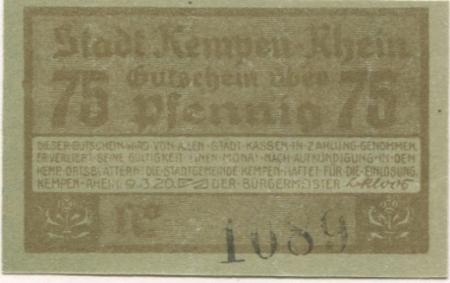 Stadt Kempen-Rhein
75 Gutschein über 75
Pfennig
DIESER GUTSCHEIN WIRD VON ALLEN STADT-KASSEN IN ZAHLUNG GENOMMEN
ER VERLIERT SEINE GÜLTIGKEIT EINEN MONAT NACH AUFKÜNDIGUNG IN DEN
KEMP. ORTSBLÄTTERN. DIE STADTGEMEINDE KEMPEN HAFTET FÜR DIE EINLÖSUNG.
KEMPEN-RHEIN 9.3.20. DER BÜRGERMEISTER
No 1089